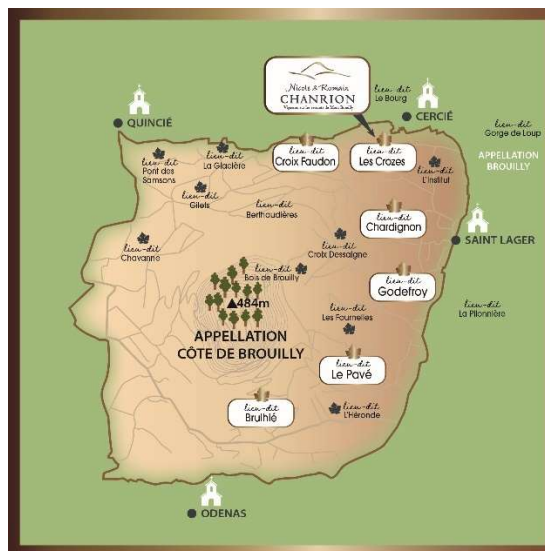 Nicole & Romain
CHANRION
lieu-dit
Le Bourg
CERCIÉ
QUINCIÉ
lieu-dit
Gorge de Loup
APPELLATION
BROUILLY
lieu-dit
Pont des
Samsons
lieu-dit
La Glacière
lieu-dit
Croix Faudon
lieu-dit
Les Crozes
lieu-dit
L'Institut
lieu-dit
Gilets
lieu-dit
Berthoudières
lieu-dit
Chardignon
lieu-dit
Chavanne
lieu-dit
Croix Dessaigne
SAINT LAGER
lieu-dit
Bois de Brouilly
lieu-dit
Godefroy
484m
lieu-dit
Les Fournelles
lieu-dit
La Pilonnière
APPELLATION
CÔTE DE BROUILLY
lieu-dit
Le Pavé
lieu-dit
Brulhié
lieu-dit
L'Héronde
ODENAS